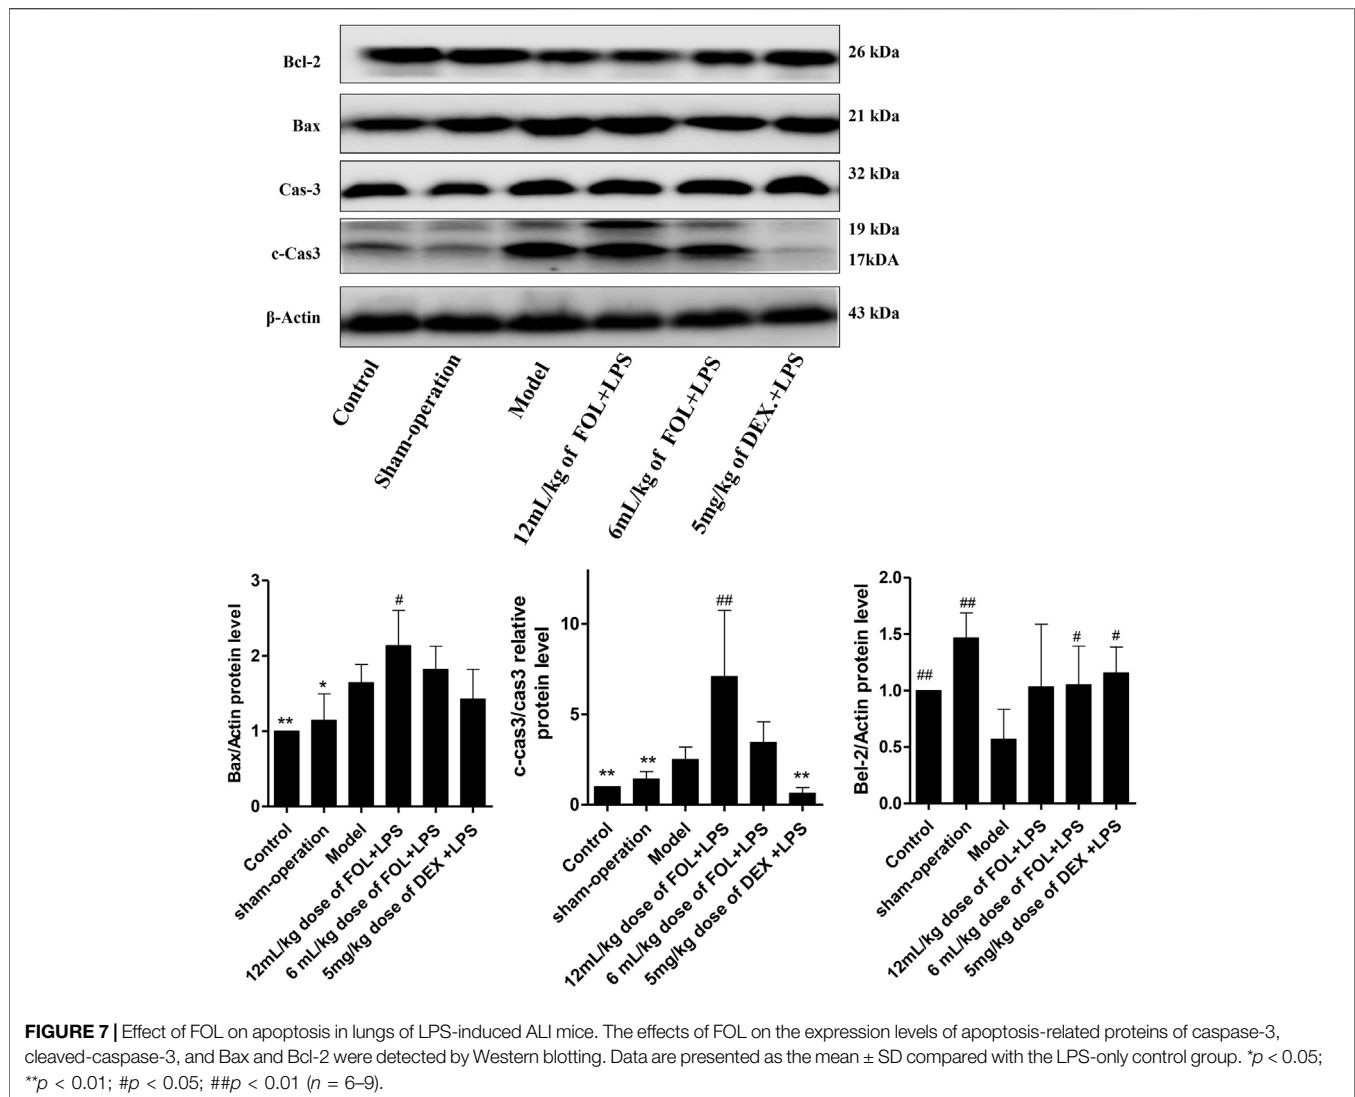 Bcl-2
26 kDa
Bax
21 kDa
Cas-3
32 kDa
19 kDa
c-Cas3
17kDA
β-Actin
43 kDa
Control
Sham-operation
Model
12mL/kg of FOL+LPS
6mL/kg of FOL+LPS
5mg/kg of DEX.+LPS
Bax/Actin protein level
3
2
1
0
**
*
#
Control
sham-operation
Model
12mL/kg dose of FOL+LPS
6 mL/kg dose of FOL+LPS
5mg/kg dose of DEX +LPS
c-cas3/cas3 relative
protein level
10
5
0
**
**
##
**
Control
sham-operation
Model
12mL/kg dose of FOL+LPS
6 mL/kg dose of FOL+LPS
5mg/kg dose of DEX +LPS
Bel-2/Actin protein level
2.0
1.5
1.0
0.5
0.0
##
##
#
#
Control
sham-operation
Model
12mL/kg dose of FOL+LPS
6 mL/kg dose of FOL+LPS
5mg/kg dose of DEX +LPS
FIGURE 7 | Effect of FOL on apoptosis in lungs of LPS-induced ALI mice. The effects of FOL on the expression levels of apoptosis-related proteins of caspase-3,
cleaved-caspase-3, and Bax and Bcl-2 were detected by Western blotting. Data are presented as the mean ± SD compared with the LPS-only control group. *p < 0.05;
**p < 0.01; #p < 0.05; ##p < 0.01 (n = 6–9).